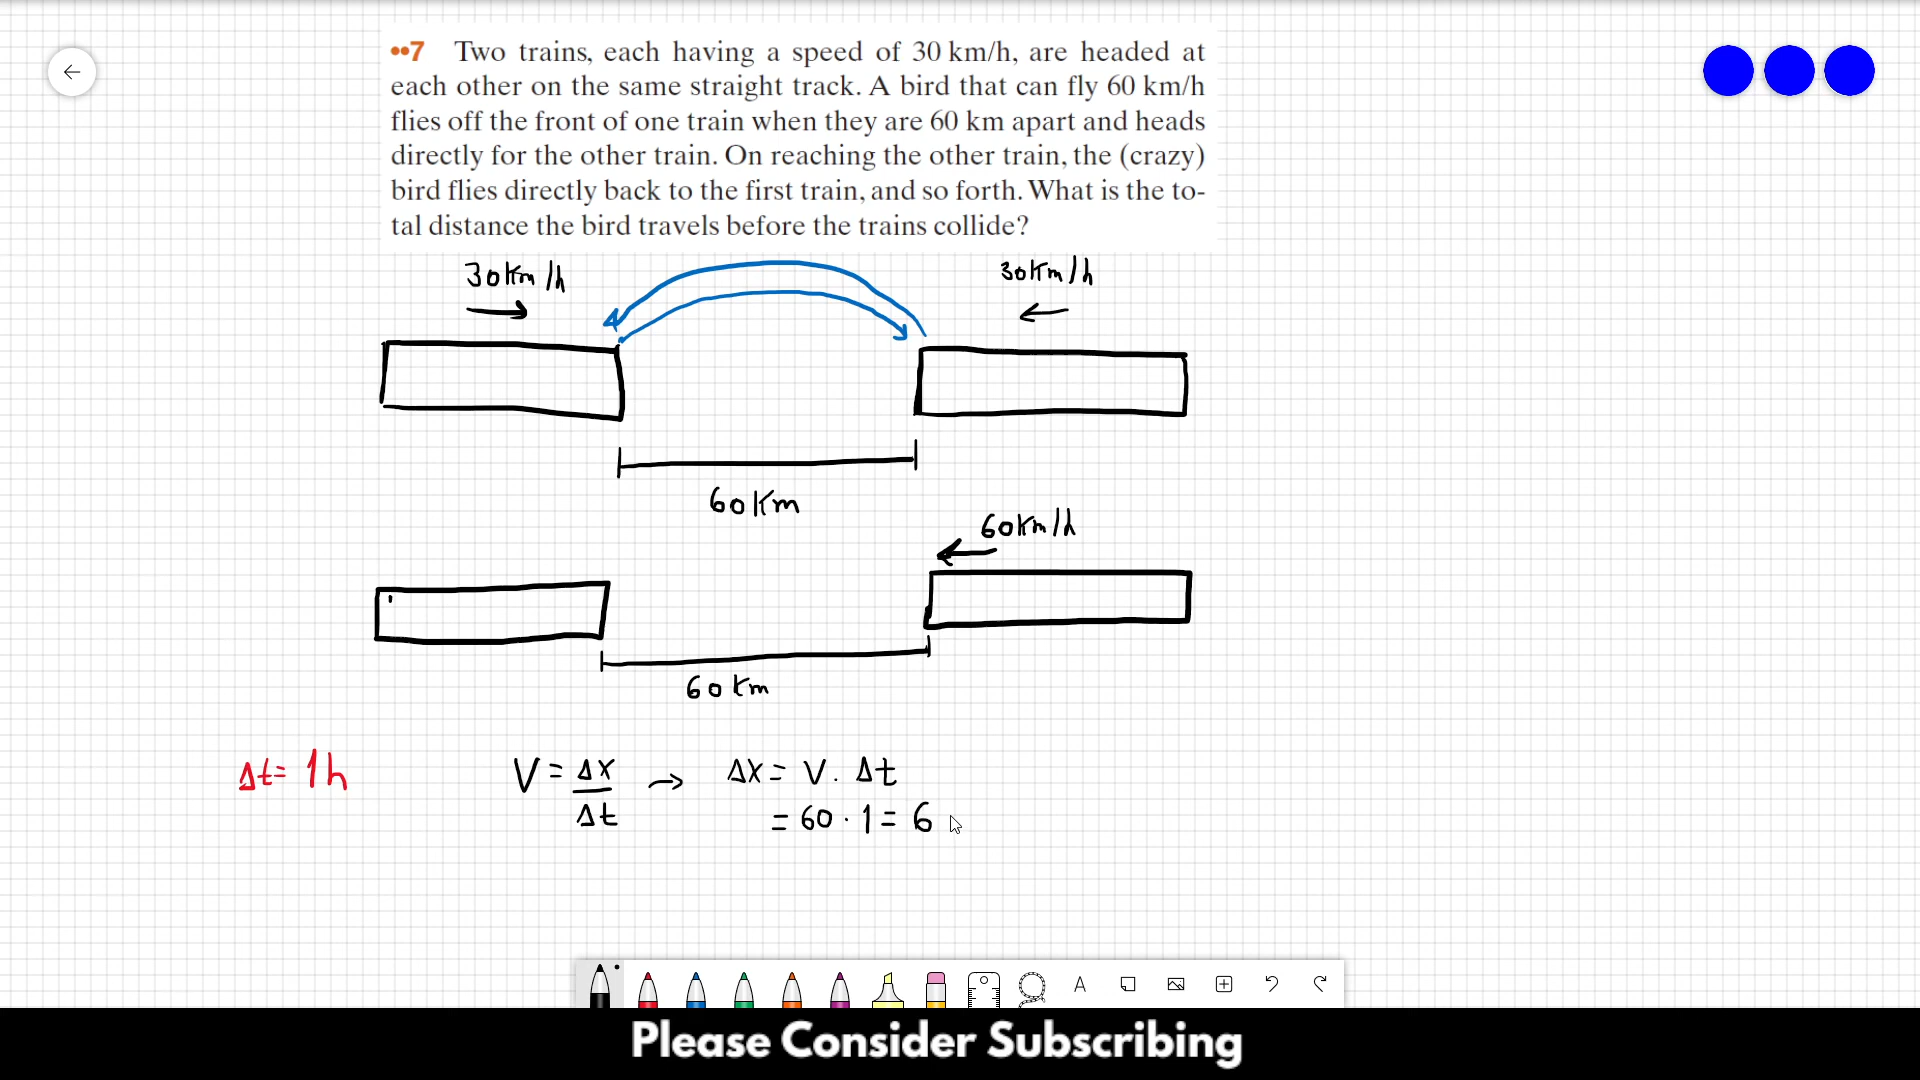 ••7 Two trains, each having a speed of 30 km/h, are headed at
each other on the same straight track. A bird that can fly 60 km/h
flies off the front of one train when they are 60 km apart and heads
directly for the other train. On reaching the other train, the (crazy)
bird flies directly back to the first train, and so forth. What is the to-
tal distance the bird travels before the trains collide?
30Km/h
30Km/h
60Km
60Km/h
60Km
Δt= 1h
V = Δx/Δt → Δx = V. Δt
= 60 · 1 = 6
A
Please Consider Subscribing